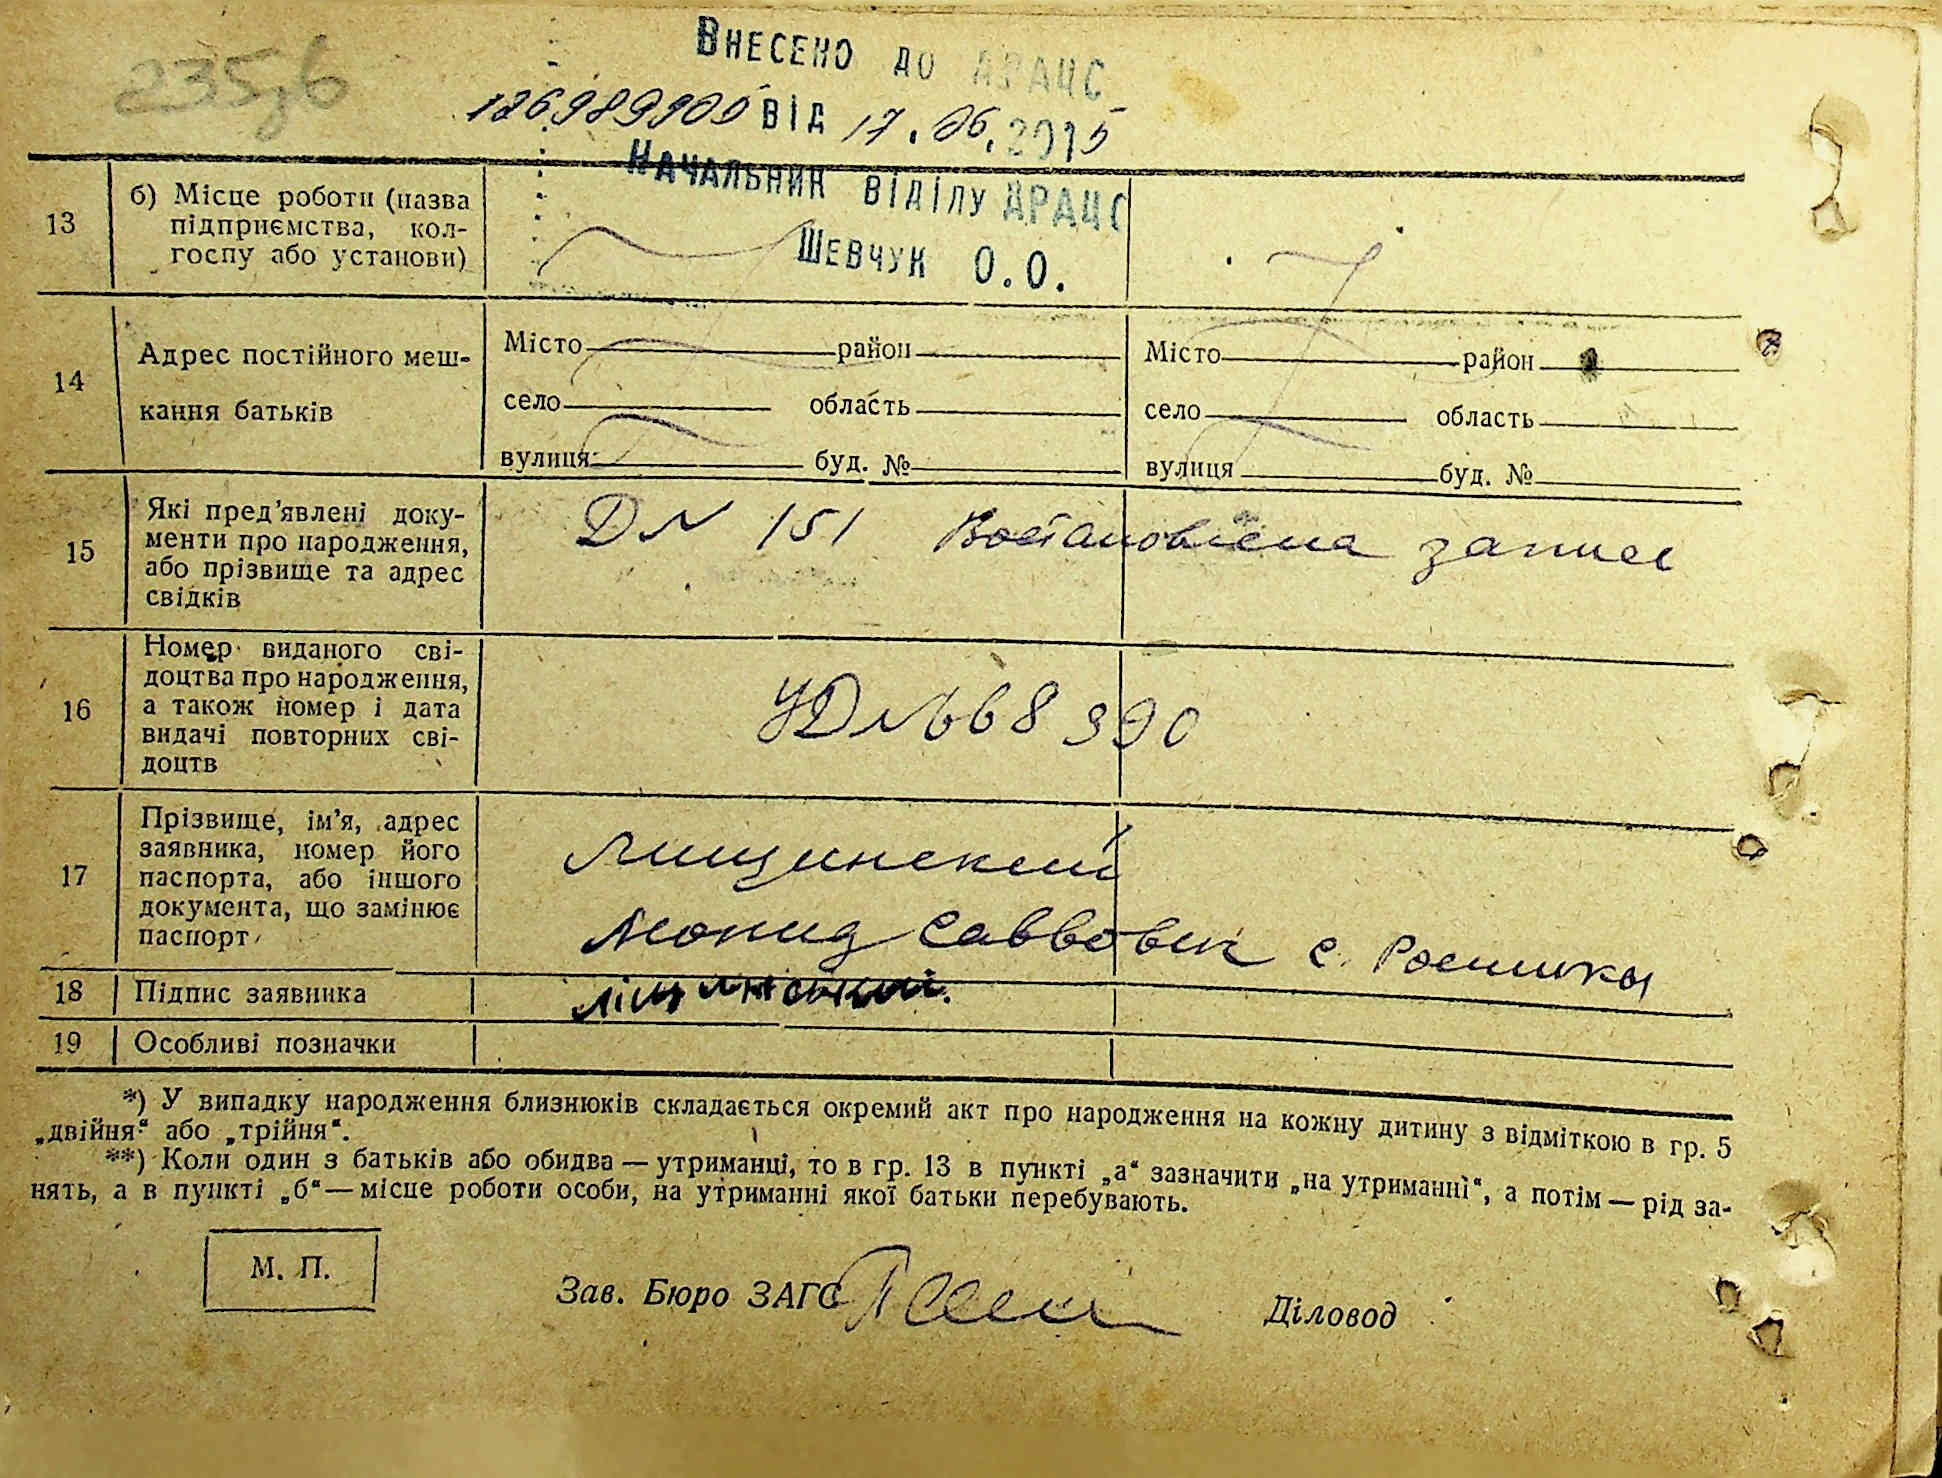 235,6
Внесено до ДРАЦС
126989905 від 17.06.2015
Начальник відділу ДРАЦС
Шевчук О.О.
13
б) Місце роботи (назва
підприємства, кол-
госпу або установи)
14
Адрес постійного меш-
кання батьків
Місто район
село область
вулиця буд. №
Місто район
село область
вулиця буд. №
15
Які пред’явлені доку-
менти про народження,
або прізвище та адрес
свідків
Д № 151 Востановлена запись
16
Номер виданого сві-
доцтва про народження,
а також номер і дата
видачі повторних сві-
доцтв
УД № 668990
17
Прізвище, ім’я, адрес
заявника, номер його
паспорта, або іншого
документа, що замінює
паспорт
Лищинский
Леонид Саввович с. Росишки
18
Підпис заявника
Ліщинський.
19
Особливі позначки
*) У випадку народження близнюків складається окремий акт про народження на кожну дитину з відміткою в гр. 5
„двійня“ або „трійня“.
**) Коли один з батьків або обидва — утриманці, то в гр. 13 в пункті „а“ зазначити „на утриманні“, а потім — рід за-
нять, а в пункті „б“ — місце роботи особи, на утриманні якої батьки перебувають.
М. П.
Зав. Бюро ЗАГС
Діловод